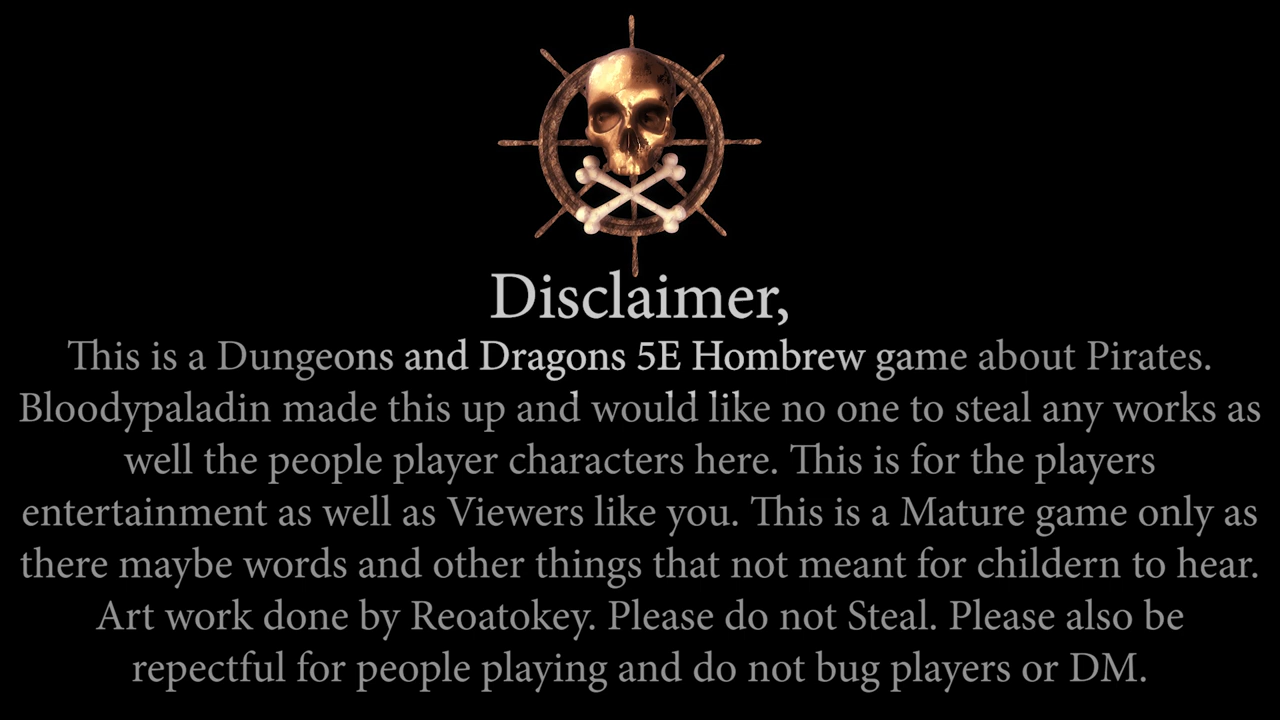 Disclaimer,
This is a Dungeons and Dragons 5E Hombrew game about Pirates.
Bloodypaladin made this up and would like no one to steal any works as
well the people player characters here. This is for the players
entertainment as well as Viewers like you. This is a Mature game only as
there maybe words and other things that not meant for childern to hear.
Art work done by Reoatokey. Please do not Steal. Please also be
repectful for people playing and do not bug players or DM.